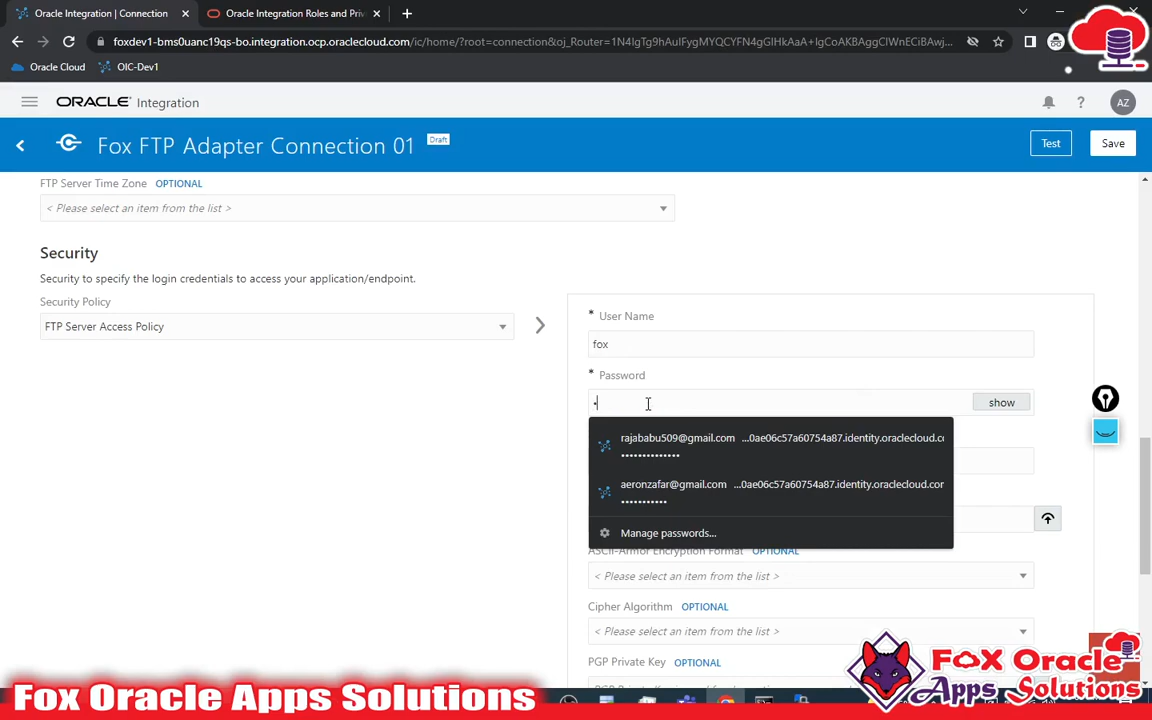 Oracle Integration | Connection
Oracle Integration Roles and Priv
foxdev1-bms0uanc19qs-bo.integration.ocp.oraclecloud.com/ic/home/?root=connection&oj_Router=1N4IgTg9hAuIFygMYQCYFN4gGIHkAaA+IgCoAKBAggCIWnECiBAwj...
Oracle Cloud
OIC-Dev1
ORACLE Integration
AZ
Fox FTP Adapter Connection 01
Draft
Test
Save
FTP Server Time Zone OPTIONAL
< Please select an item from the list >
Security
Security to specify the login credentials to access your application/endpoint.
Security Policy
FTP Server Access Policy
* User Name
fox
* Password
show
rajababu509@gmail.com ...0ae06c57a60754a87.identity.oraclecloud.co
••••••••••••••
aeronzafar@gmail.com ...0ae06c57a60754a87.identity.oraclecloud.com
•••••••••••
Manage passwords...
ASCII-Armor Encryption Format OPTIONAL
< Please select an item from the list >
Cipher Algorithm OPTIONAL
< Please select an item from the list >
PGP Private Key OPTIONAL
Fox Oracle Apps Solutions
FOX Oracle
Apps Solutions